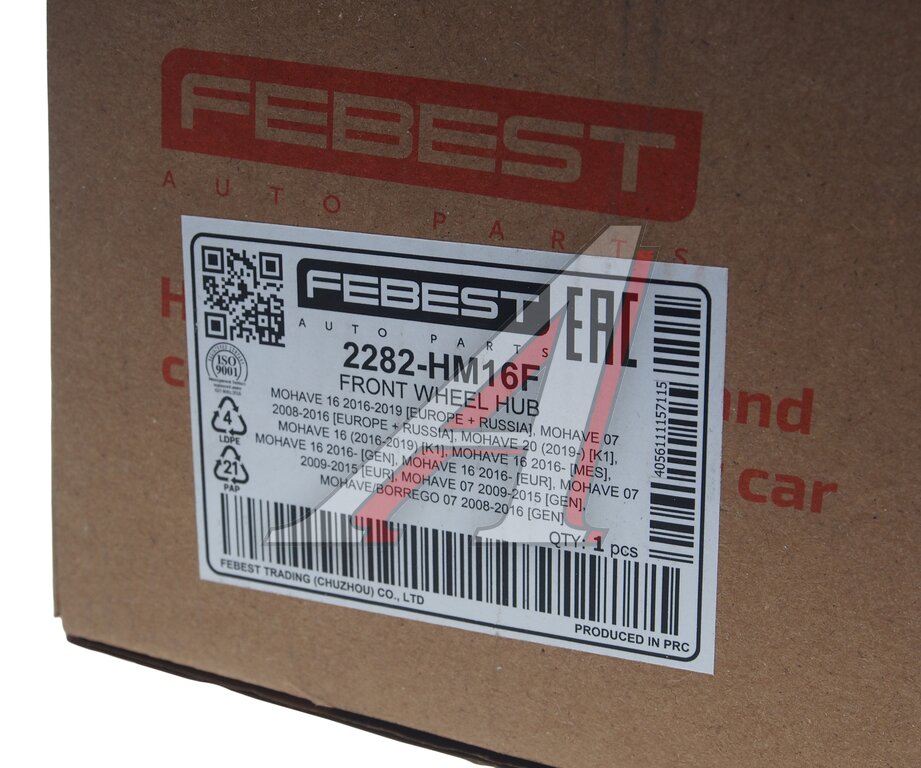 FEBEST
AUTO PARTS
FEBEST
AUTO PARTS
EAC
ISO
9001
2282-HM16F
FRONT WHEEL HUB
MOHAVE 16 2016-2019 [EUROPE + RUSSIA], MOHAVE 07
2008-2016 [EUROPE + RUSSIA], MOHAVE 20 (2019-) [K1],
MOHAVE 16 (2016-2019) [K1], MOHAVE 16 2016- [MES],
MOHAVE 16 2016- [GEN], MOHAVE 16 2016- [EUR], MOHAVE 07
2009-2015 [EUR], MOHAVE 07 2009-2015 [GEN],
MOHAVE/BORREGO 07 2008-2016 [GEN]
4
LDPE
21
PAP
QTY: 1 pcs
4056111157115
FEBEST TRADING (CHUZHOU) CO., LTD
PRODUCED IN PRC
car